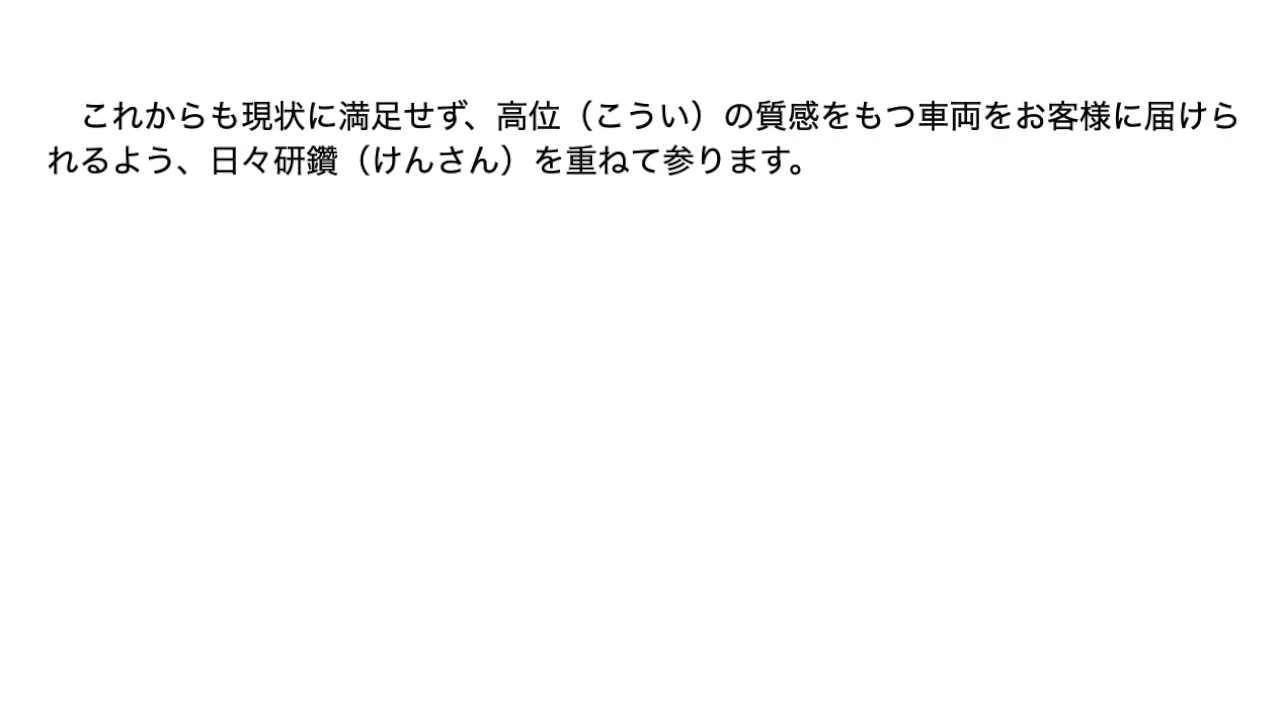 これからも現状に満足せず、高位（こうい）の質感をもつ車両をお客様に届けら
れるよう、日々研鑽（けんさん）を重ねて参ります。